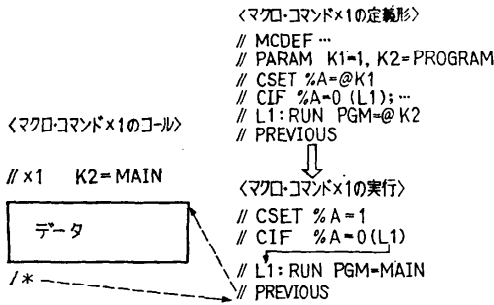 〈マクロ・コマンド×1の定義形〉
// MCDEF …
// PARAM K1=1, K2=PROGRAM
// CSET %A=@K1
// CIF %A=0 (L1);…
// L1:RUN PGM=@K2
// PREVIOUS
〈マクロ・コマンド×1のコール〉
// ×1 K2=MAIN
データ
/*
〈マクロ・コマンド×1の実行〉
// CSET %A=1
// CIF %A=0(L1)
// L1:RUN PGM=MAIN
// PREVIOUS